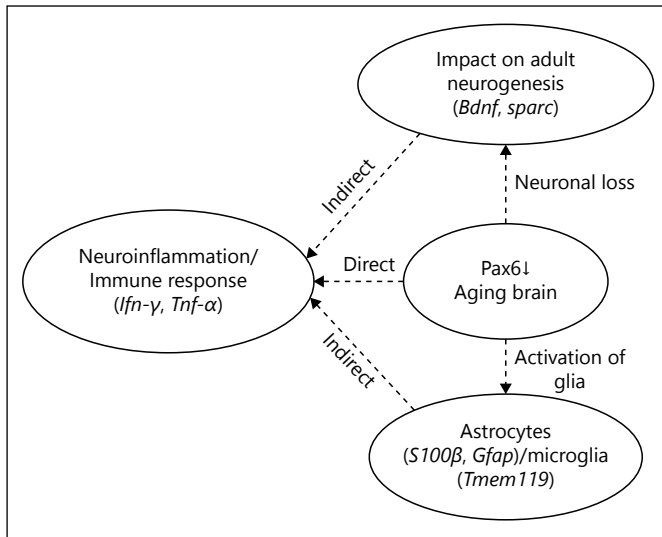 Impact on adult
neurogenesis
(Bdnf, sparc)
Indirect
Neuronal loss
Neuroinflammation/
Immune response
(Ifn-γ, Tnf-α)
Direct
Pax6↓
Aging brain
Indirect
Activation of
glia
Astrocytes
(S100β, Gfap)/microglia
(Tmem119)